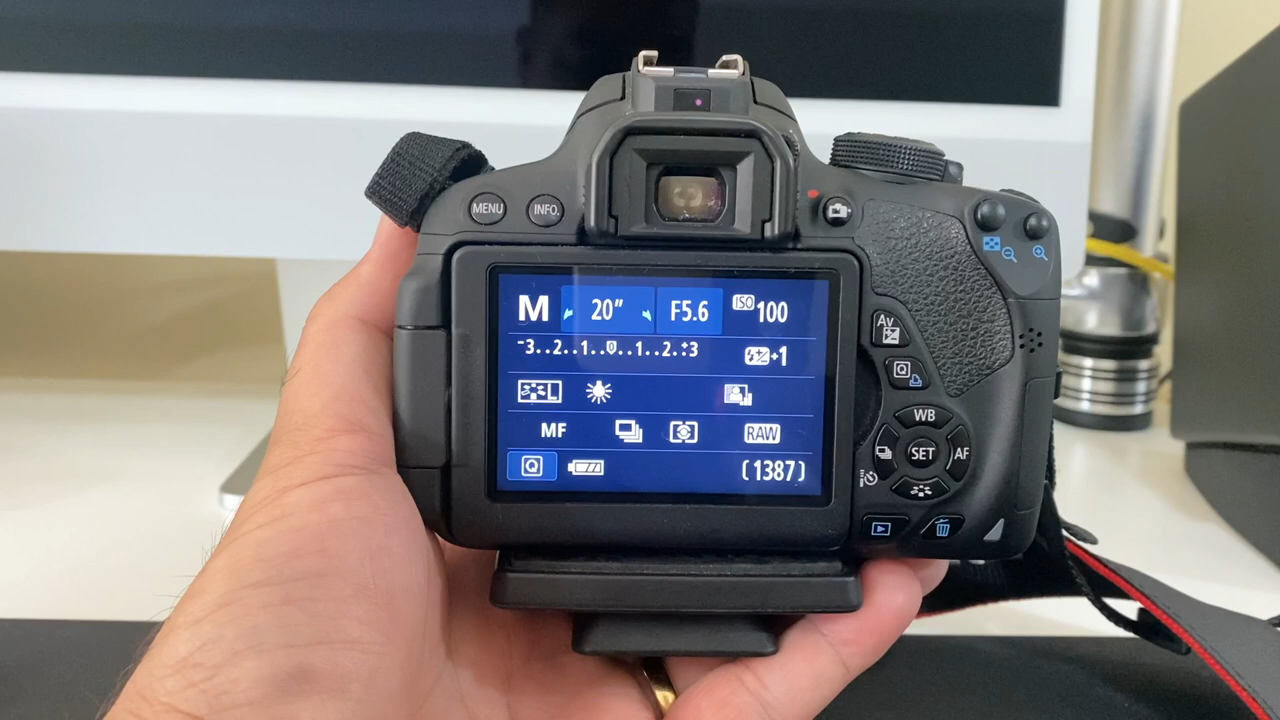 MENU
INFO.
M 20" F5.6 ISO 100
-3..2..1..0..1..2.:+3
+1
L
MF
RAW
Q
(1387)
Av
Q
WB
SET
AF